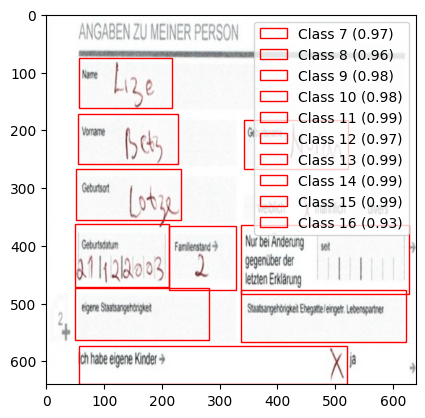 ANGABEN ZU MEINER PERSON
Class 7 (0.97)
Class 8 (0.96)
Class 9 (0.98)
Class 10 (0.98)
Class 11 (0.99)
Class 12 (0.97)
Class 13 (0.99)
Class 14 (0.99)
Class 15 (0.99)
Class 16 (0.93)
Name
Lize
Vorname
Betz
Geburtsort
Lotze
Geburtsdatum
21/12/2003
Familienstand →
2
Nur bei Änderung
gegenüber der
letzten Erklärung
seit
eigene Staatsangehörigkeit
Staatsangehörigkeit Ehegatte/eingetr. Lebenspartner
2
Ich habe eigene Kinder →
X ja
0
100
200
300
400
500
600
0
100
200
300
400
500
600